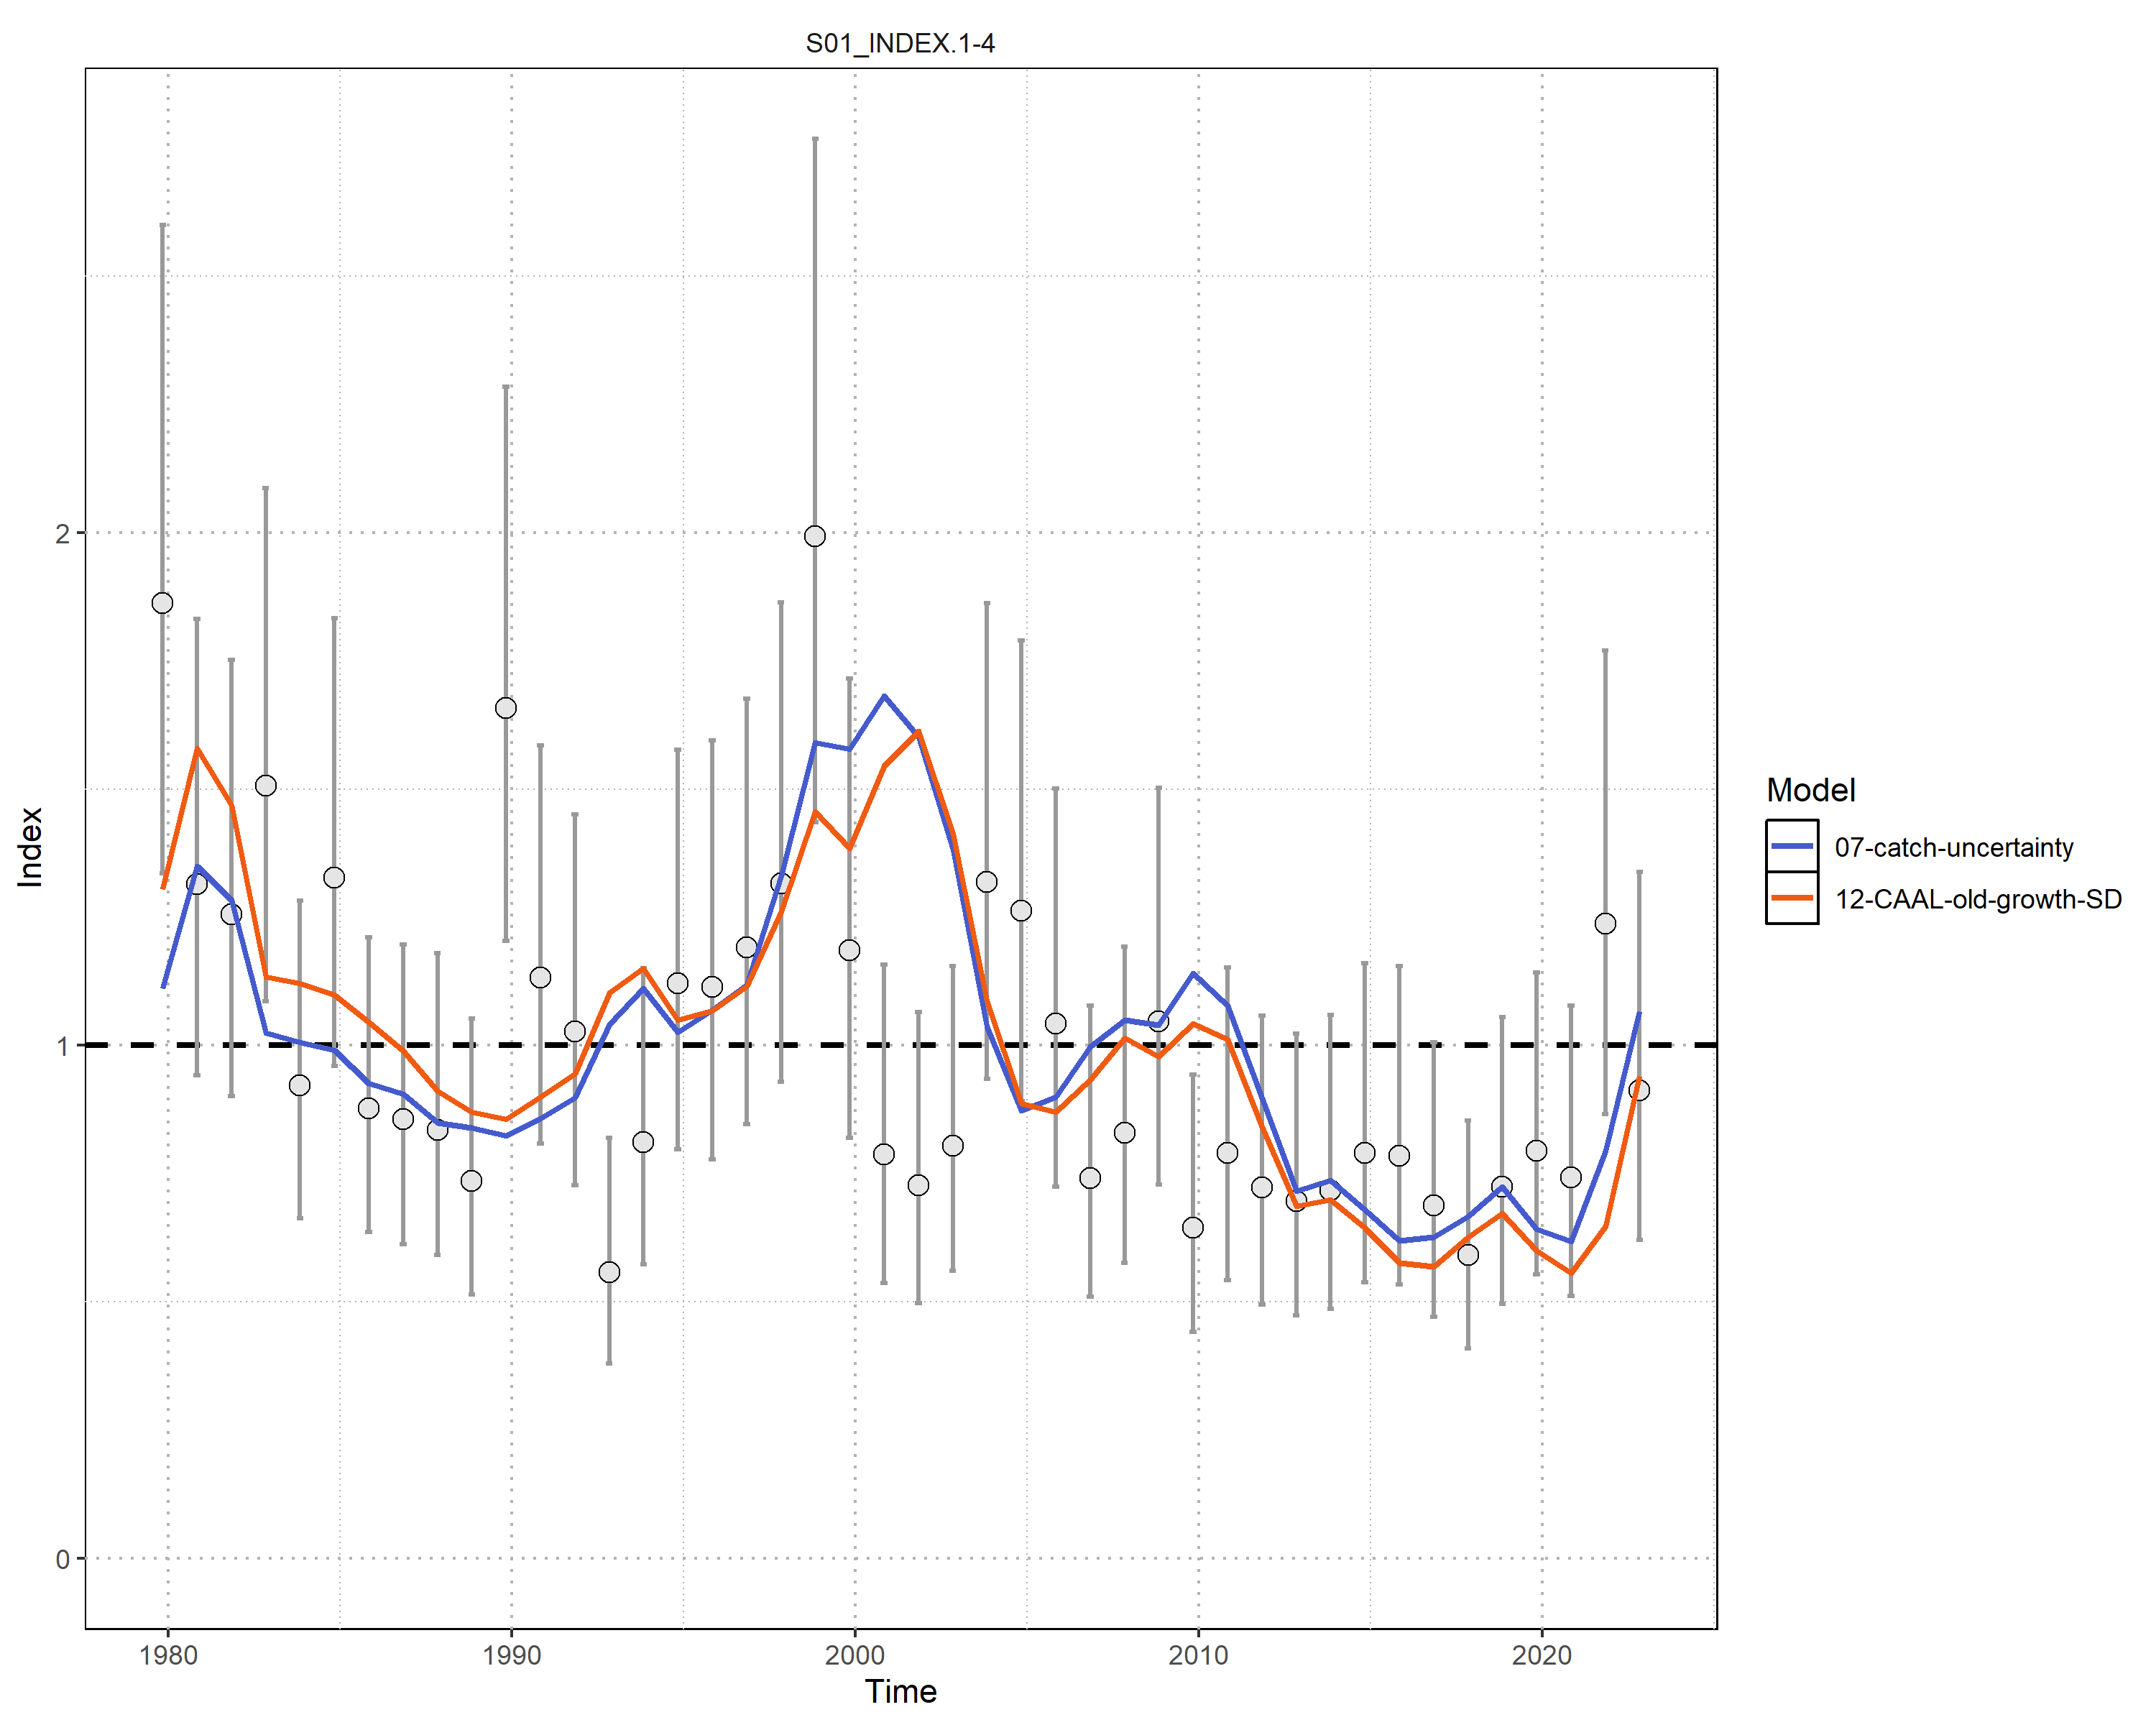 S01_INDEX.1-4
Index
2
1
0
1980
1990
2000
2010
2020
Time
Model
07-catch-uncertainty
12-CAAL-old-growth-SD